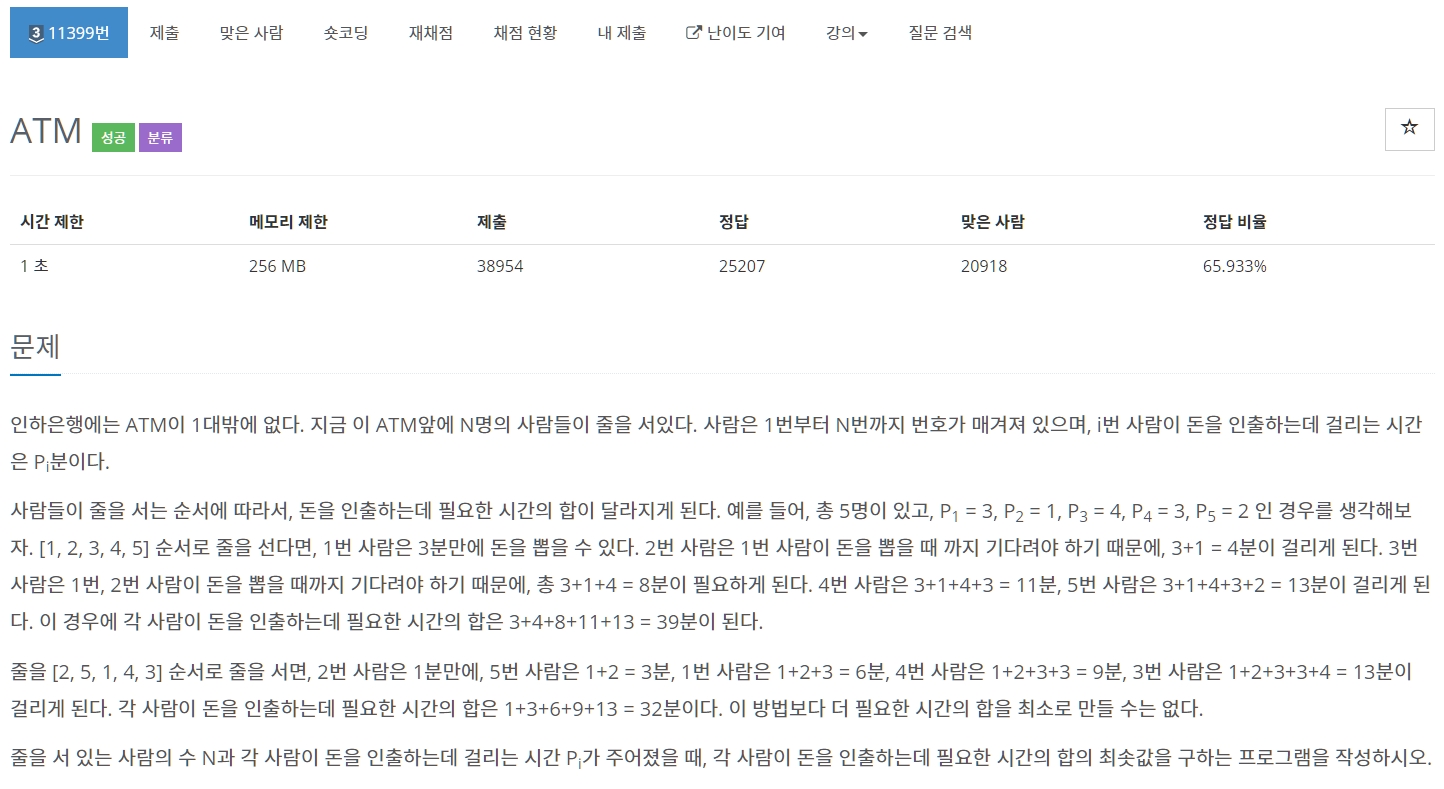 3 11399번 제출 맞은 사람 숏코딩 재채점 채점 현황 내 제출 난이도 기여 강의 질문 검색
ATM 성공 분류
시간 제한 메모리 제한 제출 정답 맞은 사람 정답 비율
1 초 256 MB 38954 25207 20918 65.933%
문제
인하은행에는 ATM이 1대밖에 없다. 지금 이 ATM앞에 N명의 사람들이 줄을 서있다. 사람은 1번부터 N번까지 번호가 매겨져 있으며, i번 사람이 돈을 인출하는데 걸리는 시간
은 Pi분이다.
사람들이 줄을 서는 순서에 따라서, 돈을 인출하는데 필요한 시간의 합이 달라지게 된다. 예를 들어, 총 5명이 있고, P1 = 3, P2 = 1, P3 = 4, P4 = 3, P5 = 2 인 경우를 생각해보
자. [1, 2, 3, 4, 5] 순서로 줄을 선다면, 1번 사람은 3분만에 돈을 뽑을 수 있다. 2번 사람은 1번 사람이 돈을 뽑을 때 까지 기다려야 하기 때문에, 3+1 = 4분이 걸리게 된다. 3번
사람은 1번, 2번 사람이 돈을 뽑을 때까지 기다려야 하기 때문에, 총 3+1+4 = 8분이 필요하게 된다. 4번 사람은 3+1+4+3 = 11분, 5번 사람은 3+1+4+3+2 = 13분이 걸리게 된
다. 이 경우에 각 사람이 돈을 인출하는데 필요한 시간의 합은 3+4+8+11+13 = 39분이 된다.
줄을 [2, 5, 1, 4, 3] 순서로 줄을 서면, 2번 사람은 1분만에, 5번 사람은 1+2 = 3분, 1번 사람은 1+2+3 = 6분, 4번 사람은 1+2+3+3 = 9분, 3번 사람은 1+2+3+3+4 = 13분이
걸리게 된다. 각 사람이 돈을 인출하는데 필요한 시간의 합은 1+3+6+9+13 = 32분이다. 이 방법보다 더 필요한 시간의 합을 최소로 만들 수는 없다.
줄을 서 있는 사람의 수 N과 각 사람이 돈을 인출하는데 걸리는 시간 Pi가 주어졌을 때, 각 사람이 돈을 인출하는데 필요한 시간의 합의 최솟값을 구하는 프로그램을 작성하시오.